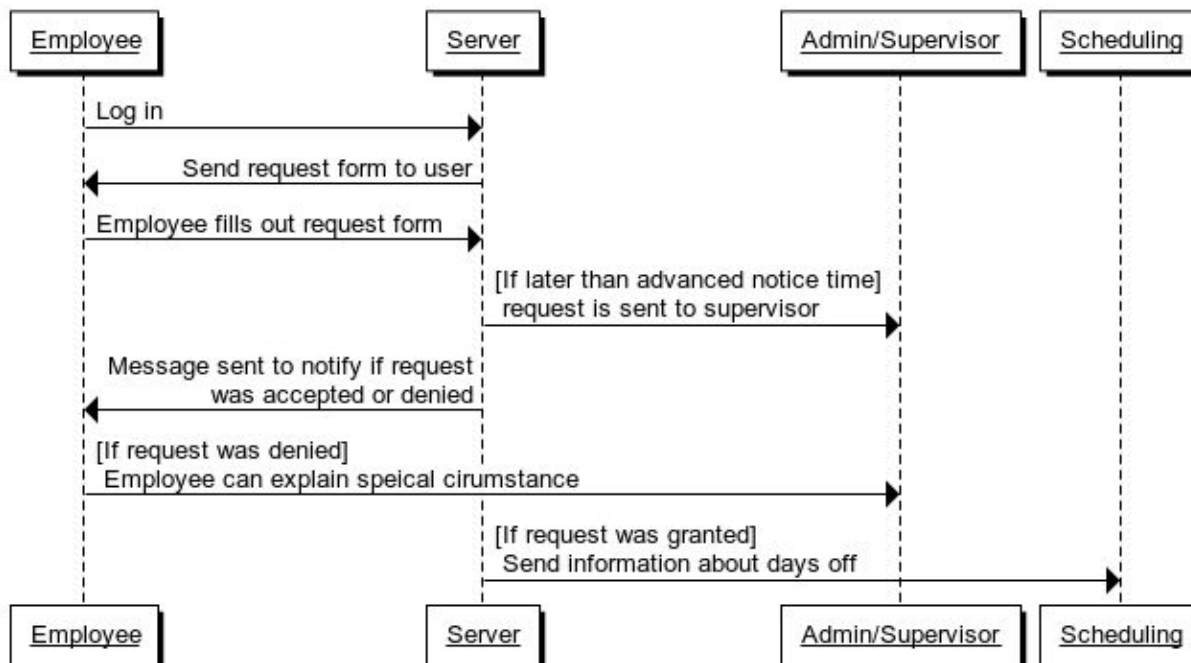 Employee
Server
Admin/Supervisor
Scheduling
Log in
Send request form to user
Employee fills out request form
[If later than advanced notice time]
request is sent to supervisor
Message sent to notify if request
was accepted or denied
[If request was denied]
Employee can explain speical cirumstance
[If request was granted]
Send information about days off
Employee
Server
Admin/Supervisor
Scheduling